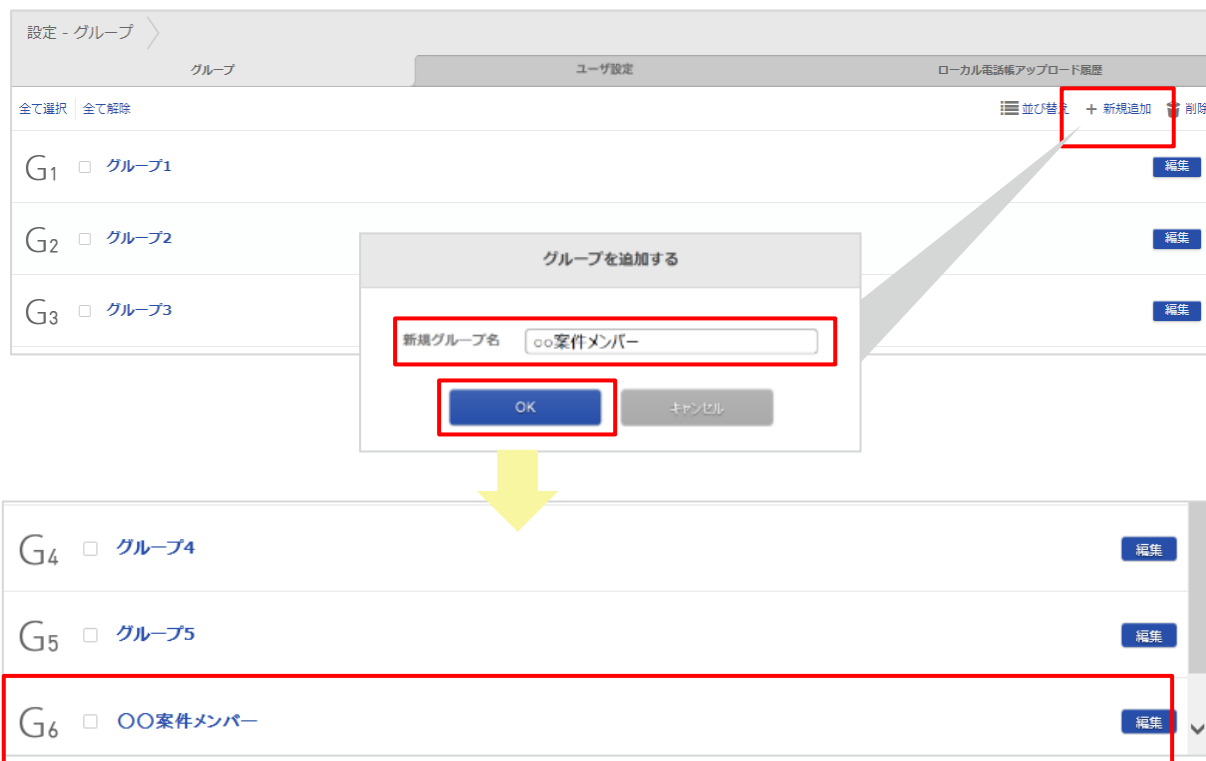 設定 - グループ
グループ ユーザ設定 ローカル電話帳アップロード履歴
全て選択 全て解除 並び替え + 新規追加 削除
G1 グループ1 編集
G2 グループ2 編集
G3 グループ3 編集
グループを追加する
新規グループ名 ○○案件メンバー
OK キャンセル
G4 グループ4 編集
G5 グループ5 編集
G6 〇〇案件メンバー 編集